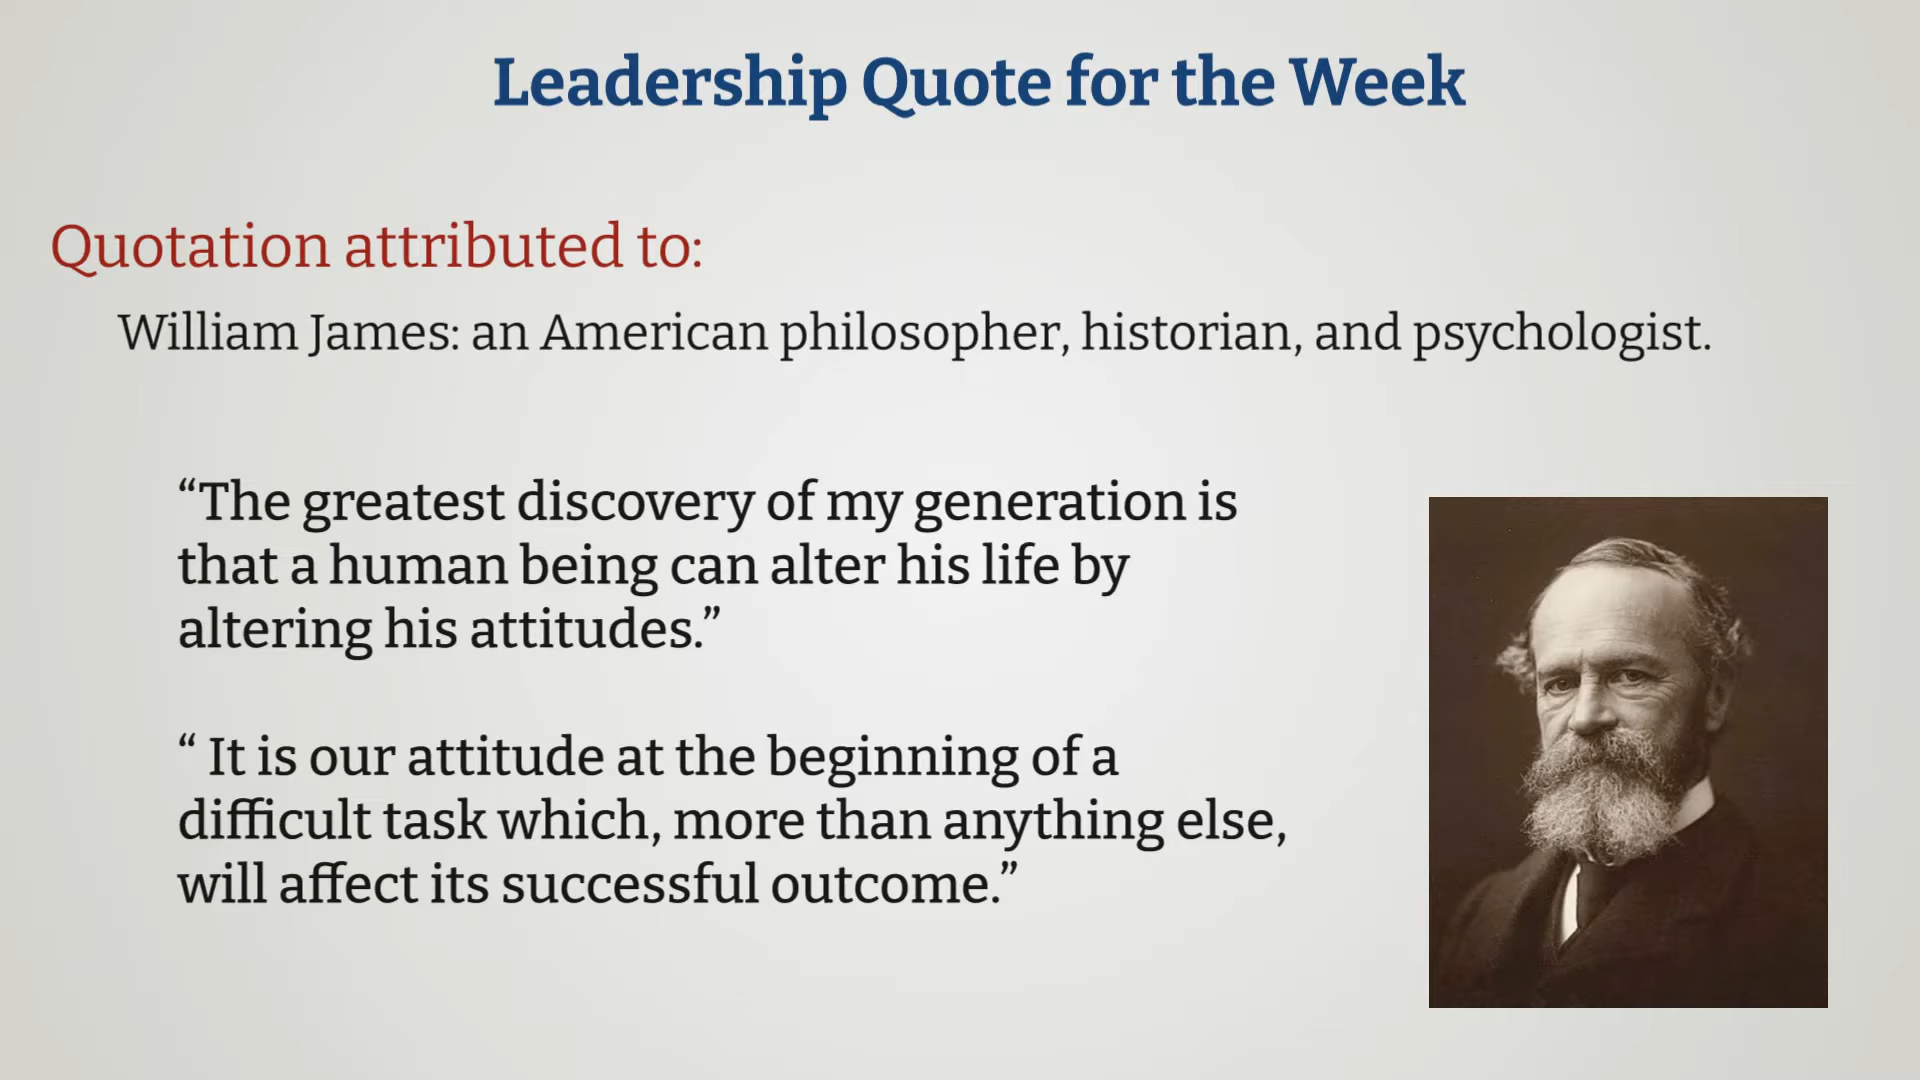 Leadership Quote for the Week
Quotation attributed to:
William James: an American philosopher, historian, and psychologist.
“The greatest discovery of my generation is
that a human being can alter his life by
altering his attitudes.”
“ It is our attitude at the beginning of a
difficult task which, more than anything else,
will affect its successful outcome.”